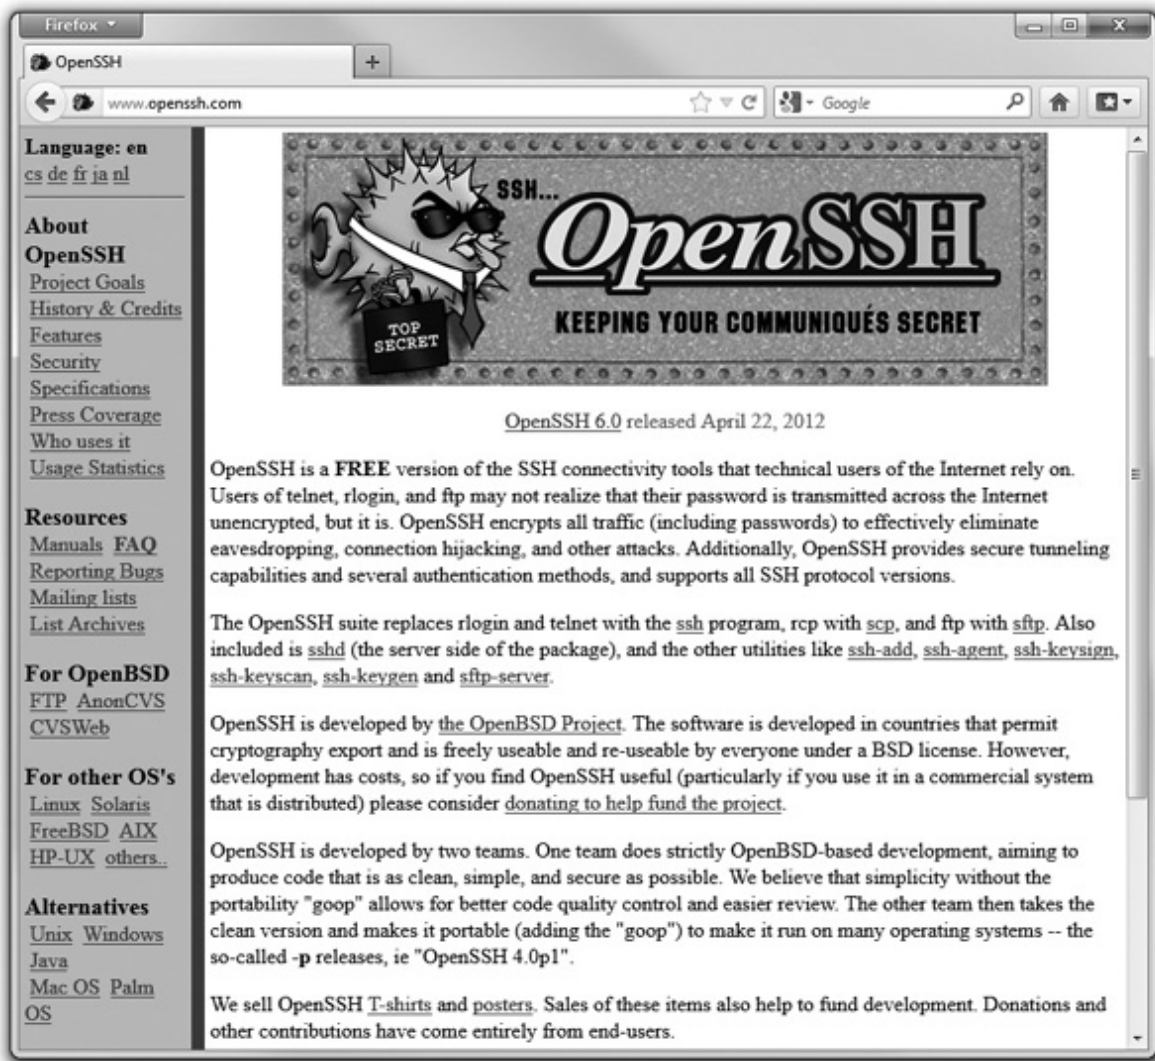 Firefox
OpenSSH
www.openssh.com
Google
Language: en
cs de fr ja nl
About
OpenSSH
Project Goals
History & Credits
Features
Security
Specifications
Press Coverage
Who uses it
Usage Statistics
Resources
Manuals FAQ
Reporting Bugs
Mailing lists
List Archives
For OpenBSD
FTP AnonCVS
CVSWeb
For other OS's
Linux Solaris
FreeBSD AIX
HP-UX others..
Alternatives
Unix Windows
Java
Mac OS Palm
OS
SSH...
OpenSSH
KEEPING YOUR COMMUNIQUÉS SECRET
TOP
SECRET
OpenSSH 6.0 released April 22, 2012
OpenSSH is a FREE version of the SSH connectivity tools that technical users of the Internet rely on.
Users of telnet, rlogin, and ftp may not realize that their password is transmitted across the Internet
unencrypted, but it is. OpenSSH encrypts all traffic (including passwords) to effectively eliminate
eavesdropping, connection hijacking, and other attacks. Additionally, OpenSSH provides secure tunneling
capabilities and several authentication methods, and supports all SSH protocol versions.
The OpenSSH suite replaces rlogin and telnet with the ssh program, rcp with scp, and ftp with sftp. Also
included is sshd (the server side of the package), and the other utilities like ssh-add, ssh-agent, ssh-keysign,
ssh-keyscan, ssh-keygen and sftp-server.
OpenSSH is developed by the OpenBSD Project. The software is developed in countries that permit
cryptography export and is freely useable and re-useable by everyone under a BSD license. However,
development has costs, so if you find OpenSSH useful (particularly if you use it in a commercial system
that is distributed) please consider donating to help fund the project.
OpenSSH is developed by two teams. One team does strictly OpenBSD-based development, aiming to
produce code that is as clean, simple, and secure as possible. We believe that simplicity without the
portability "goop" allows for better code quality control and easier review. The other team then takes the
clean version and makes it portable (adding the "goop") to make it run on many operating systems -- the
so-called -p releases, ie "OpenSSH 4.0p1".
We sell OpenSSH T-shirts and posters. Sales of these items also help to fund development. Donations and
other contributions have come entirely from end-users.